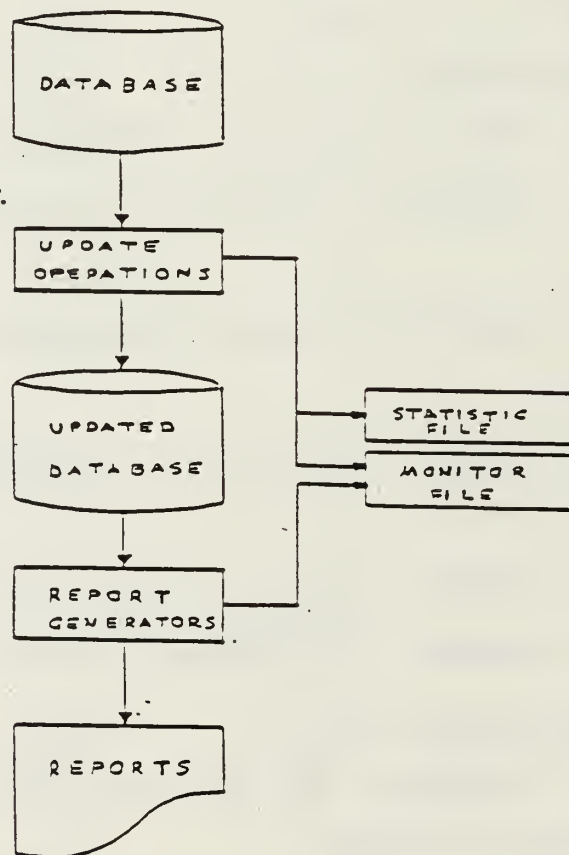 DATABASE
UPDATE
OPERATIONS
UPDATED
DATABASE
STATISTIC
FILE
MONITOR
FILE
REPORT
GENERATORS
REPORTS